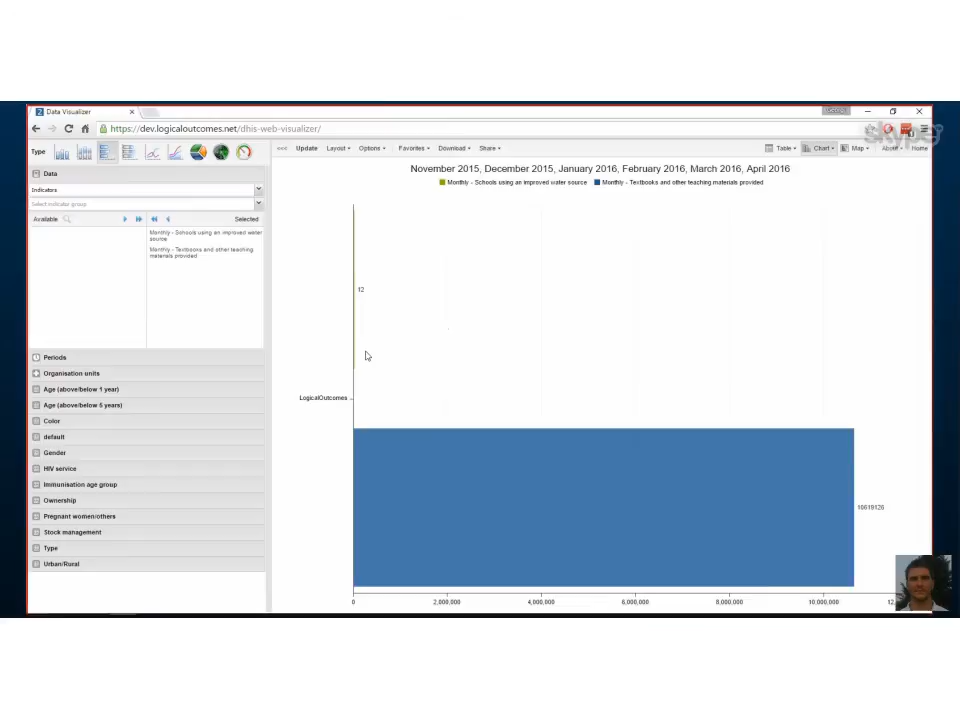 Data Visualizer
https://dev.logicaloutcomes.net/dhis-web-visualizer/
skype
Type
<<< Update Layout Options Favorites Download Share Table Chart Map About Home
Data
Indicators
Select indicator group
Available Selected
Monthly - Schools using an improved water
source
Monthly - Textbooks and other teaching
materials provided
Periods
Organisation units
Age (above/below 1 year)
Age (above/below 5 years)
Color
default
Gender
HIV service
Immunisation age group
Ownership
Pregnant women/others
Stock management
Type
Urban/Rural
November 2015, December 2015, January 2016, February 2016, March 2016, April 2016
Monthly - Schools using an improved water source Monthly - Textbooks and other teaching materials provided
12
LogicalOutcomes
10619126
0 2,000,000 4,000,000 6,000,000 8,000,000 10,000,000